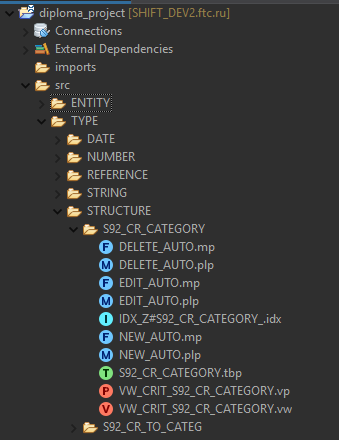 diploma_project [SHIFT_DEV2.ftc.ru]
Connections
External Dependencies
imports
src
ENTITY
TYPE
DATE
NUMBER
REFERENCE
STRING
STRUCTURE
S92_CR_CATEGORY
F DELETE_AUTO.mp
M DELETE_AUTO.plp
F EDIT_AUTO.mp
M EDIT_AUTO.plp
I IDX_Z#S92_CR_CATEGORY_.idx
F NEW_AUTO.mp
M NEW_AUTO.plp
T S92_CR_CATEGORY.tbp
P VW_CRIT_S92_CR_CATEGORY.vp
V VW_CRIT_S92_CR_CATEGORY.vw
S92_CR_TO_CATEG